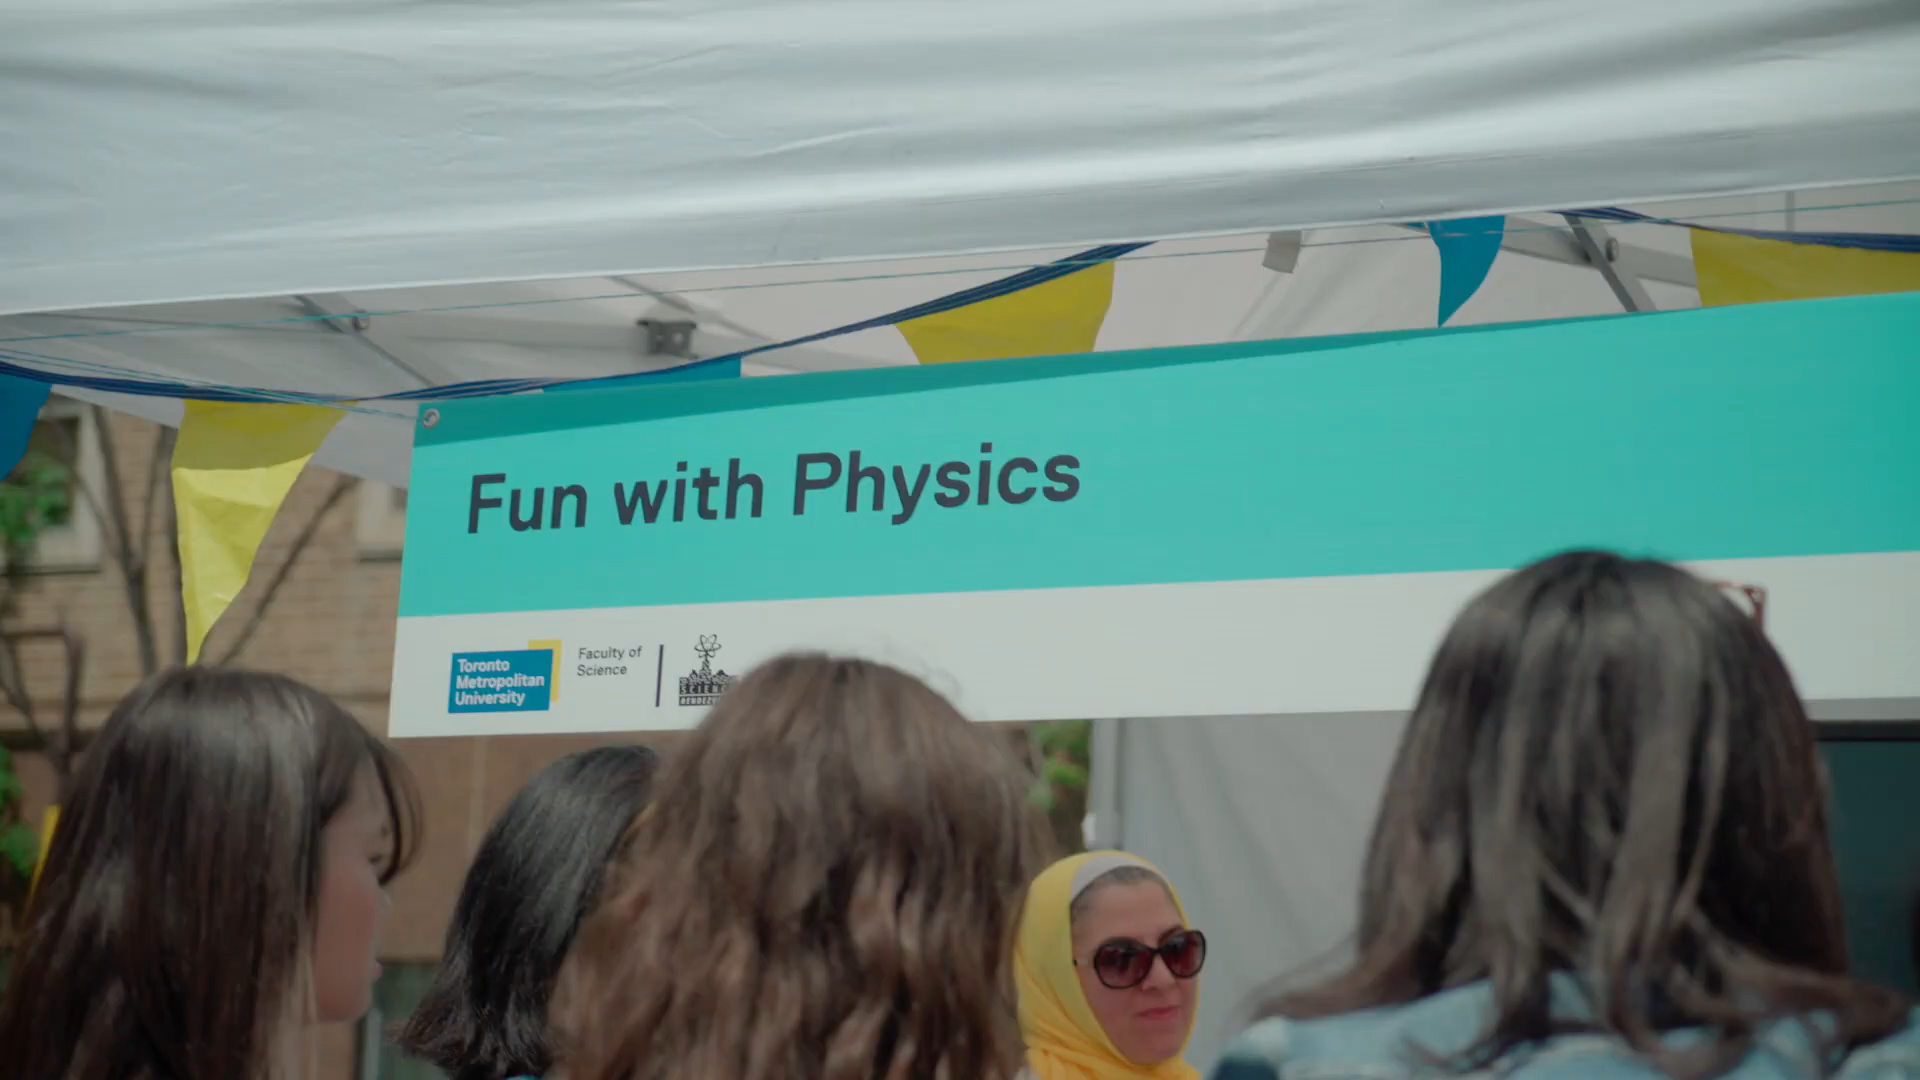 Fun with Physics
Toronto
Metropolitan
University
Faculty of
Science